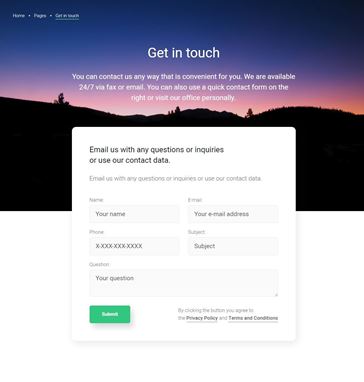 Home • Pages • Get in touch
Get in touch
You can contact us any way that is convenient for you. We are available
24/7 via fax or email. You can also use a quick contact form on the
right or visit our office personally.
Email us with any questions or inquiries
or use our contact data.
Email us with any questions or inquiries or use our contact data.
Name: E-mail:
Your name Your e-mail address
Phone: Subject:
X-XXX-XXX-XXXX Subject
Question:
Your question
Submit
By clicking the button you agree to
the Privacy Policy and Terms and Conditions